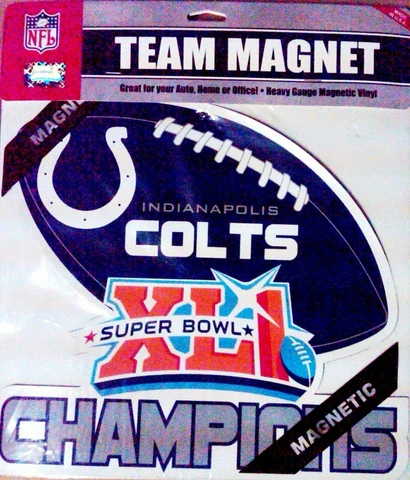 NFL
TEAM MAGNET
Great for your Auto, Home or Office! • Heavy Gauge Magnetic Vinyl
MAGN
INDIANAPOLIS
COLTS
XLI
SUPER BOWL
CHAMPIONS
MAGNETIC